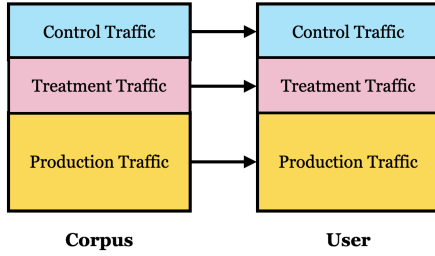 Control Traffic
Control Traffic
Treatment Traffic
Treatment Traffic
Production Traffic
Production Traffic
Corpus
User